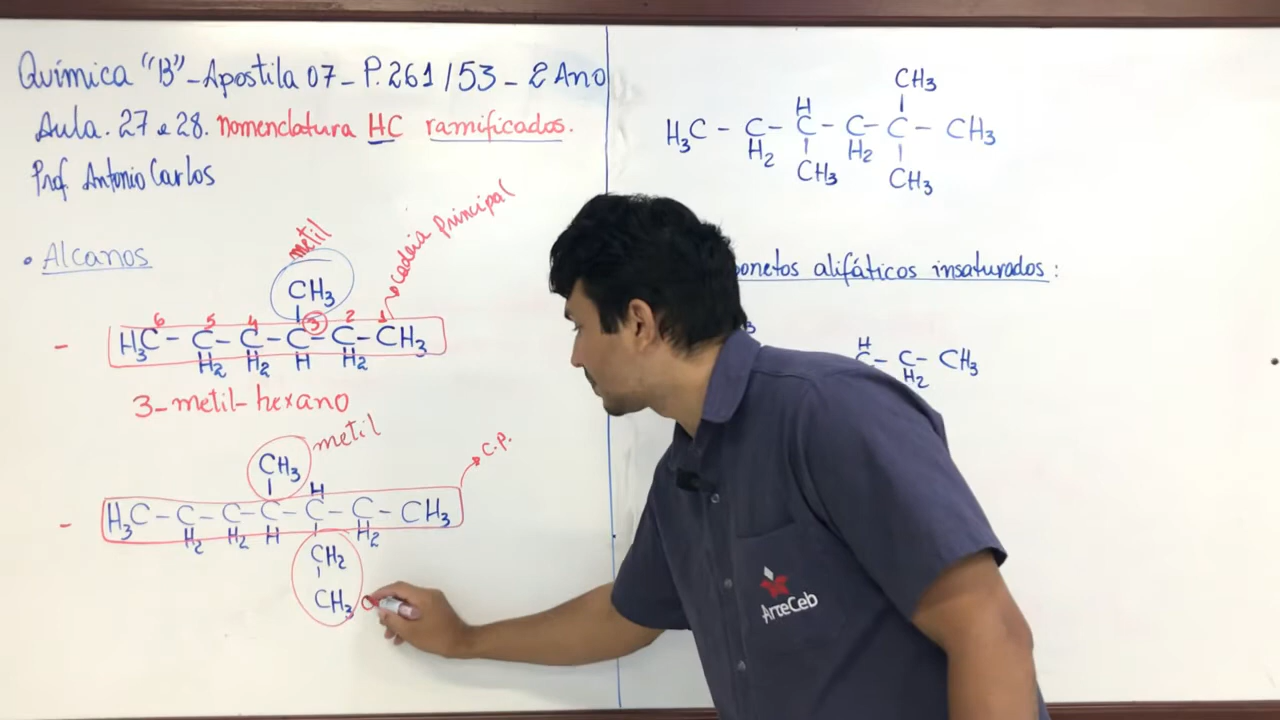 Química "B" - Apostila 07 - P. 261/53 - 2 Ano
Aula. 27 e 28. nomenclatura HC ramificados.
Prof Antonio Carlos
• Alcanos
metil
cadeia Principal
CH3
6 5 4 3 2 1
- H3C - C - C - C - C - CH3
H2 H2 H H2
3-metil-hexano
metil
c.p.
CH3
H
- H3C - C - C - C - C - C - CH3
H2 H2 H H2
CH2
CH3
CH3
H
H3C - C - C - C - C - CH3
H2 H2
CH3 CH3
alifáticos insaturados:
H
C - C - CH3
H2
ArteCeb